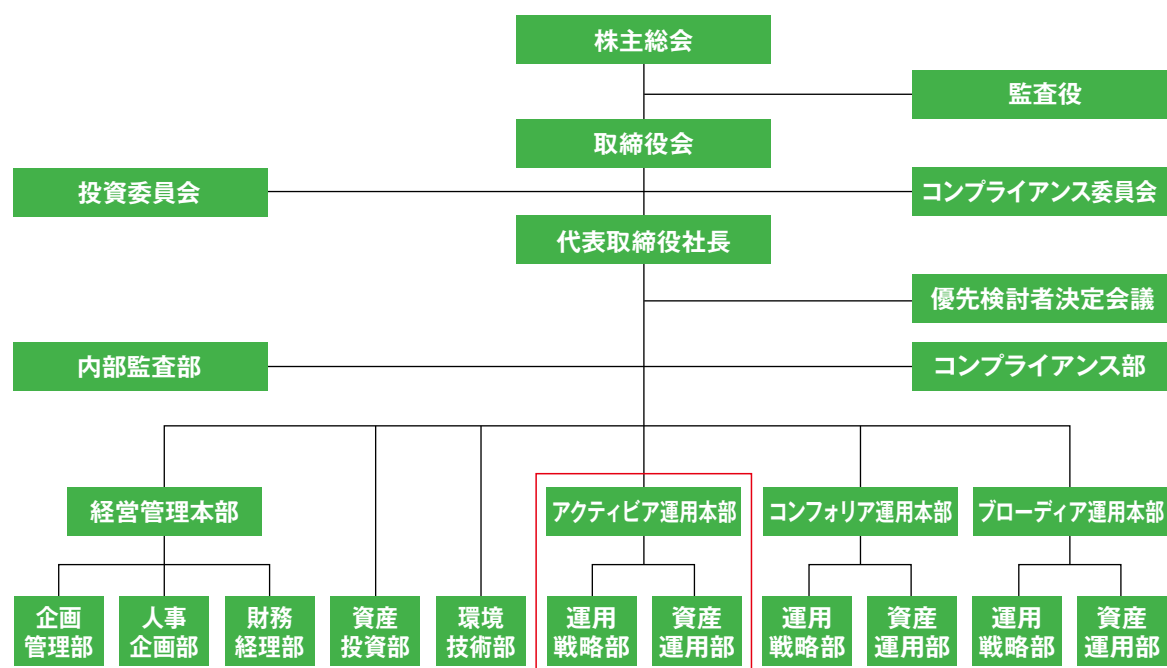 株主総会
監査役
取締役会
投資委員会
コンプライアンス委員会
代表取締役社長
優先検討者決定会議
内部監査部
コンプライアンス部
経営管理本部
アクティビア運用本部
コンフォリア運用本部
ブローディア運用本部
企画
管理部
人事
企画部
財務
経理部
資産
投資部
環境
技術部
運用
戦略部
資産
運用部
運用
戦略部
資産
運用部
運用
戦略部
資産
運用部